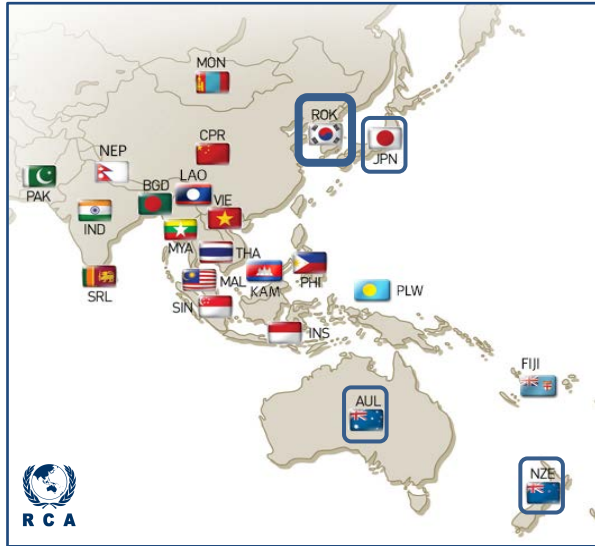 MON
ROK
CPR
JPN
NEP
LAO
PAK
BGD
VIE
IND
MYA
THA
SRL
MAL
KAM
PHI
PLW
SIN
INS
FIJI
AUL
NZE
RCA